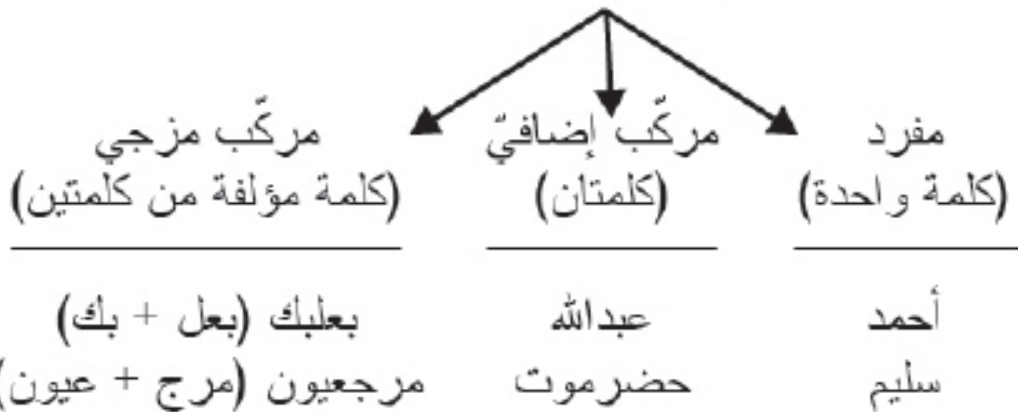 مفرد مركّب إضافيّ مركّب مزجي
(كلمة واحدة) (كلمتان) (كلمة مؤلفة من كلمتين)
أحمد عبدالله بعلبك (بعل + بك)
سليم حضرموت مرجعيون (مرج + عيون)